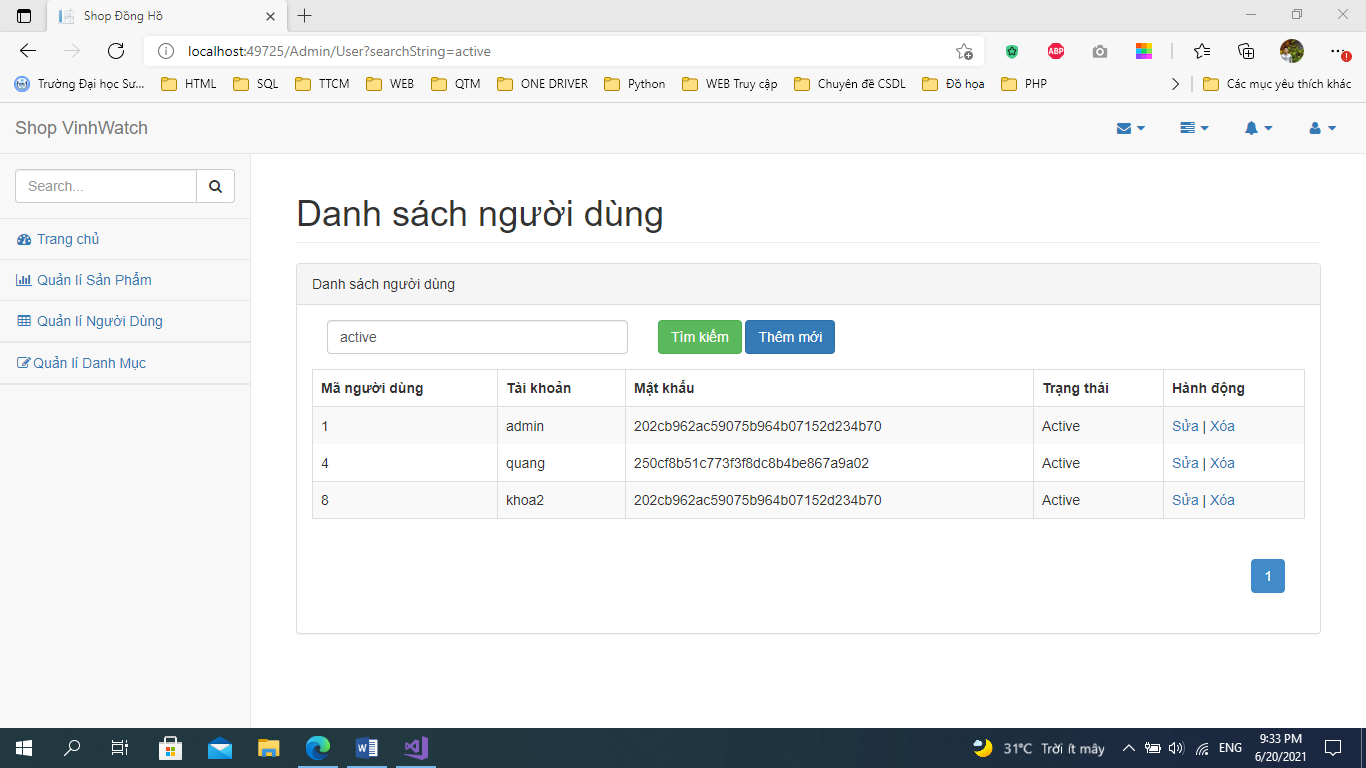 Shop Đồng Hồ
localhost:49725/Admin/User?searchString=active
ABP
Trường Đại học Sư... HTML SQL TTCM WEB QTM ONE DRIVER Python WEB Truy cập Chuyên đề CSDL Đồ họa PHP Các mục yêu thích khác
Shop VinhWatch
Search...
Trang chủ
Quản lí Sản Phẩm
Quản lí Người Dùng
Quản lí Danh Mục
Danh sách người dùng
Danh sách người dùng
active Tìm kiếm Thêm mới
Mã người dùng Tài khoản Mật khẩu Trạng thái Hành động
1 admin 202cb962ac59075b964b07152d234b70 Active Sửa | Xóa
4 quang 250cf8b51c773f3f8dc8b4be867a9a02 Active Sửa | Xóa
8 khoa2 202cb962ac59075b964b07152d234b70 Active Sửa | Xóa
1
31°C Trời ít mây ENG 9:33 PM
6/20/2021